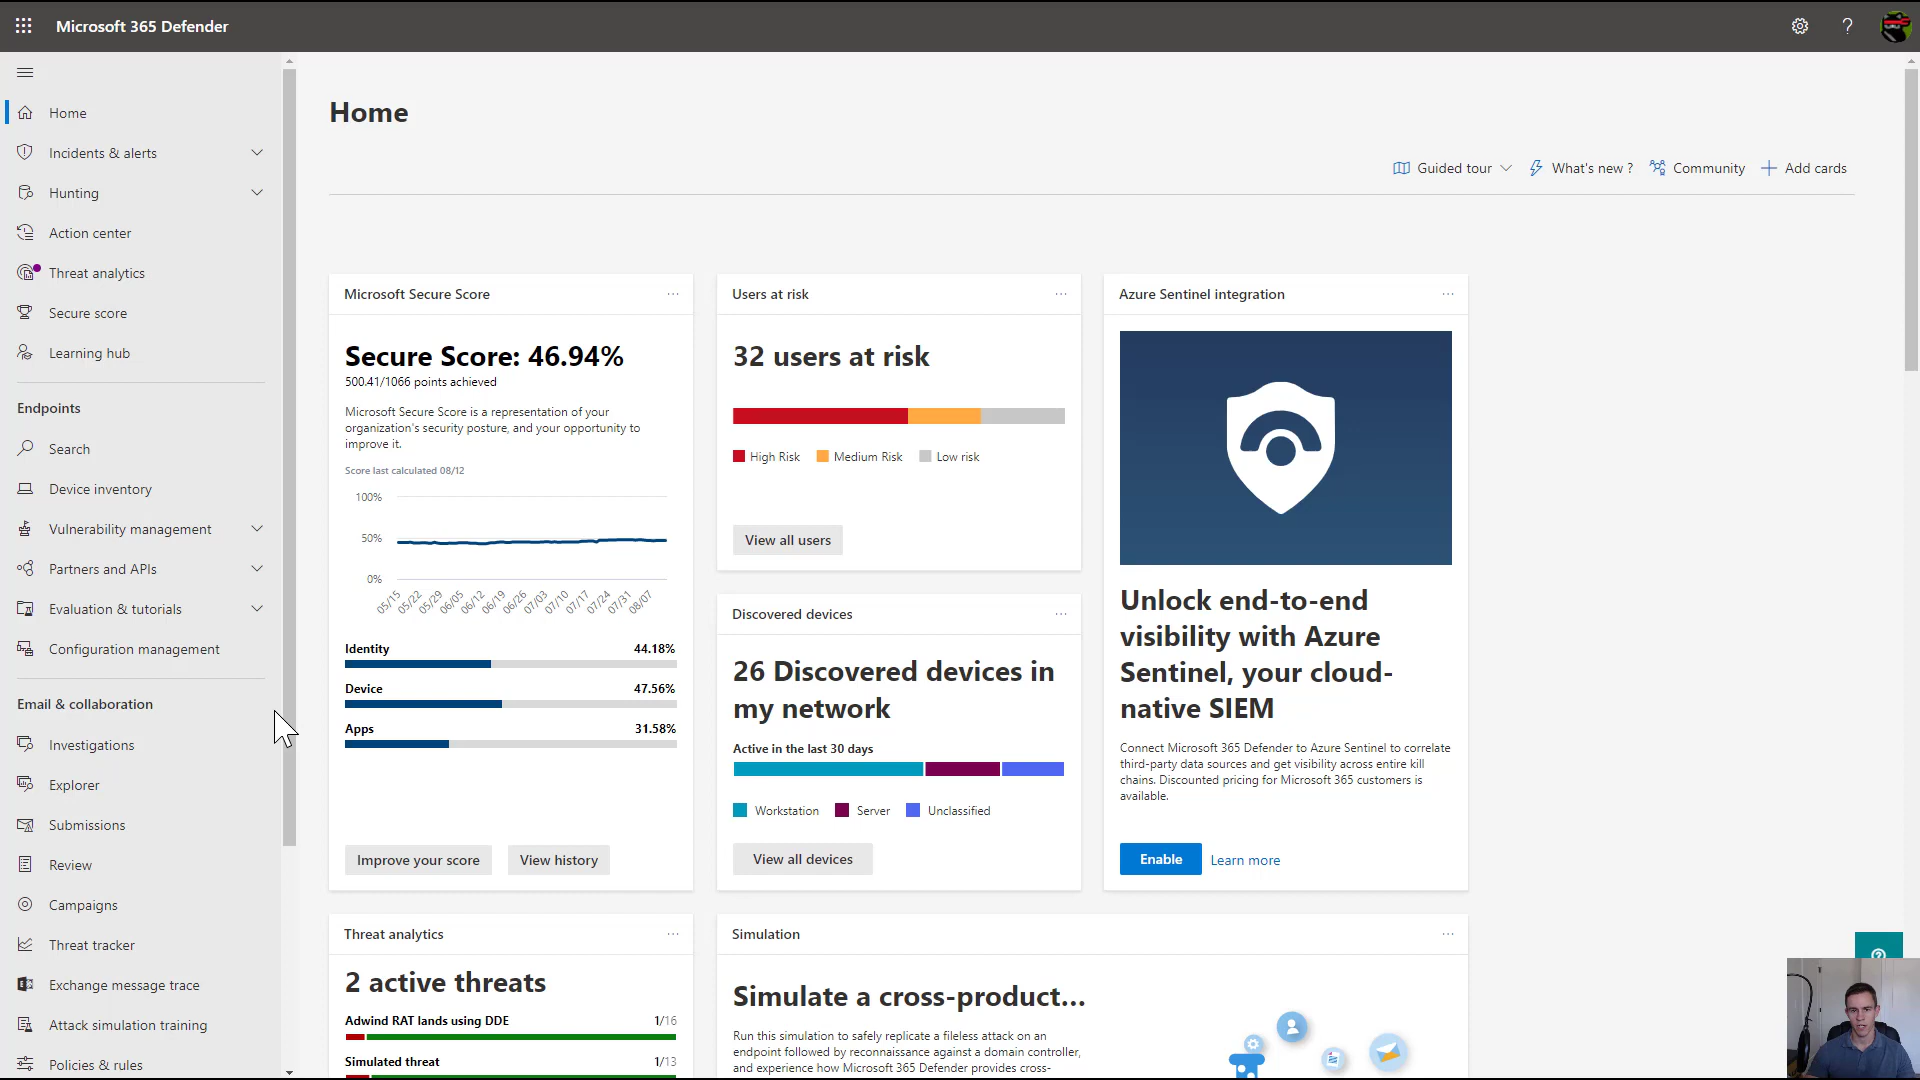 Microsoft 365 Defender
Home
Incidents & alerts
Hunting
Action center
Threat analytics
Secure score
Learning hub
Endpoints
Search
Device inventory
Vulnerability management
Partners and APIs
Evaluation & tutorials
Configuration management
Email & collaboration
Investigations
Explorer
Submissions
Review
Campaigns
Threat tracker
Exchange message trace
Attack simulation training
Policies & rules
Home
Guided tour
What's new ?
Community
Add cards
Microsoft Secure Score
Secure Score: 46.94%
500.41/1066 points achieved
Microsoft Secure Score is a representation of your
organization's security posture, and your opportunity to
improve it.
Score last calculated 08/12
100%
50%
0%
05/15 05/22 05/29 06/05 06/12 06/19 06/26 07/03 07/10 07/17 07/24 07/31 08/07
Identity 44.18%
Device 47.56%
Apps 31.58%
Improve your score
View history
Users at risk
32 users at risk
High Risk Medium Risk Low risk
View all users
Discovered devices
26 Discovered devices in
my network
Active in the last 30 days
Workstation Server Unclassified
View all devices
Azure Sentinel integration
Unlock end-to-end
visibility with Azure
Sentinel, your cloud-
native SIEM
Connect Microsoft 365 Defender to Azure Sentinel to correlate
third-party data sources and get visibility across entire kill
chains. Discounted pricing for Microsoft 365 customers is
available.
Enable
Learn more
Threat analytics
2 active threats
Adwind RAT lands using DDE 1/16
Simulated threat 1/13
Simulation
Simulate a cross-product...
Run this simulation to safely replicate a fileless attack on an
endpoint followed by reconnaissance against a domain controller,
and experience how Microsoft 365 Defender provides cross-